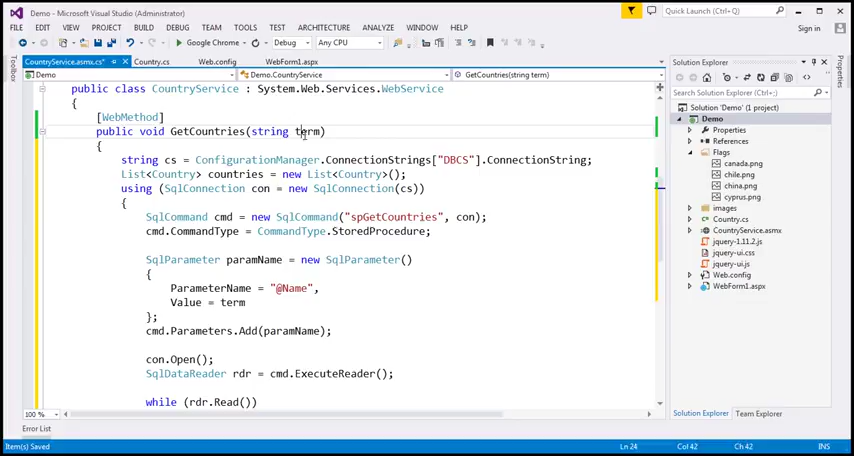 Demo - Microsoft Visual Studio (Administrator)
Quick Launch (Ctrl+Q)
FILE EDIT VIEW PROJECT BUILD DEBUG TEAM TOOLS TEST ARCHITECTURE ANALYZE WINDOW HELP
Sign in
Google Chrome Debug Any CPU
Toolbox
CountryService.asmx.cs Country.cs Web.config WebForm1.aspx
Demo Demo.CountryService GetCountries(string term)
public class CountryService : System.Web.Services.WebService
{
[WebMethod]
public void GetCountries(string term)
{
string cs = ConfigurationManager.ConnectionStrings["DBCS"].ConnectionString;
List<Country> countries = new List<Country>();
using (SqlConnection con = new SqlConnection(cs))
{
SqlCommand cmd = new SqlCommand("spGetCountries", con);
cmd.CommandType = CommandType.StoredProcedure;
SqlParameter paramName = new SqlParameter()
{
ParameterName = "@Name",
Value = term
};
cmd.Parameters.Add(paramName);
con.Open();
SqlDataReader rdr = cmd.ExecuteReader();
while (rdr.Read())
100 %
Error List
Solution Explorer
Search Solution Explorer (Ctrl+;)
Solution 'Demo' (1 project)
Demo
Properties
References
Flags
canada.png
chile.png
china.png
cyprus.png
images
Country.cs
CountryService.asmx
jquery-1.11.2.js
jquery-ui.css
jquery-ui.js
Web.config
WebForm1.aspx
Solution Explorer Team Explorer
Properties
Item(s) Saved Ln 24 Col 42 Ch 42 INS